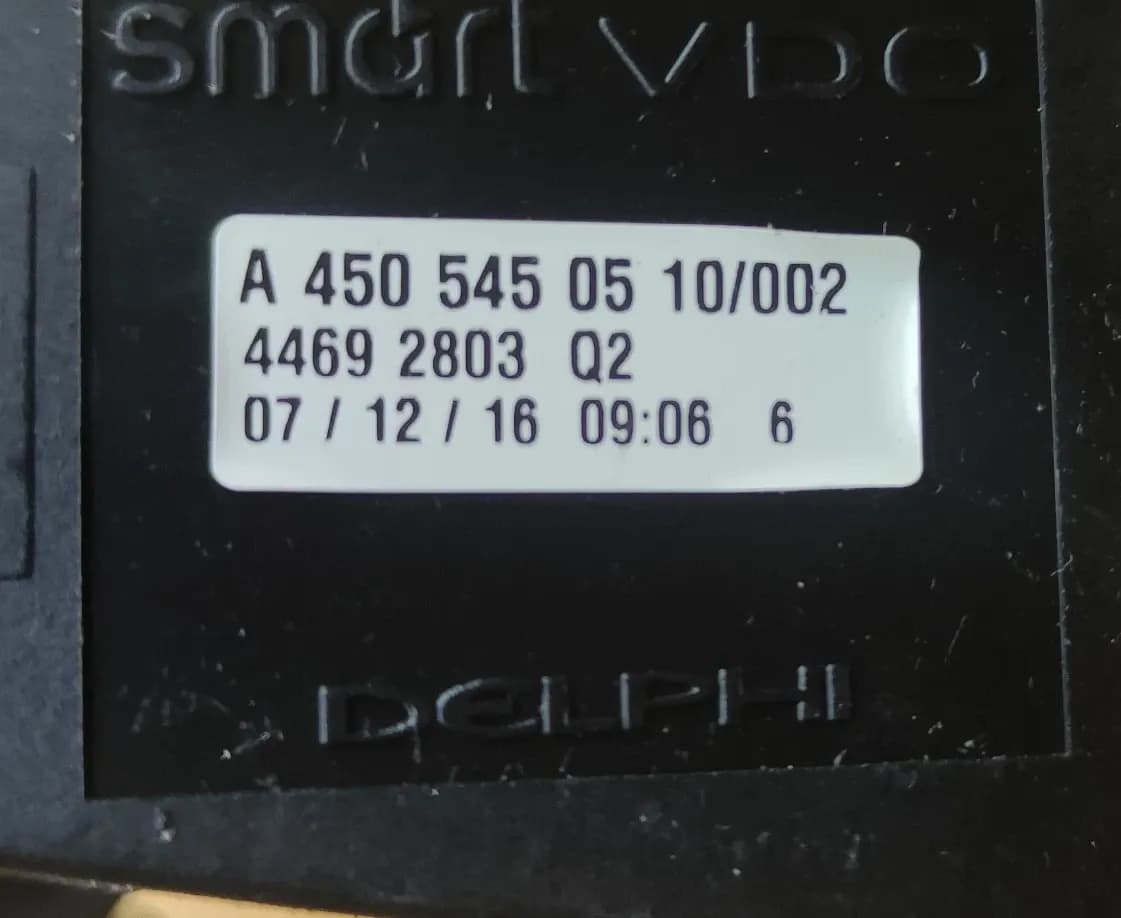 smart VDO
A 450 545 05 10/002
4469 2803 Q2
07 / 12 / 16 09:06 6
DELPHI